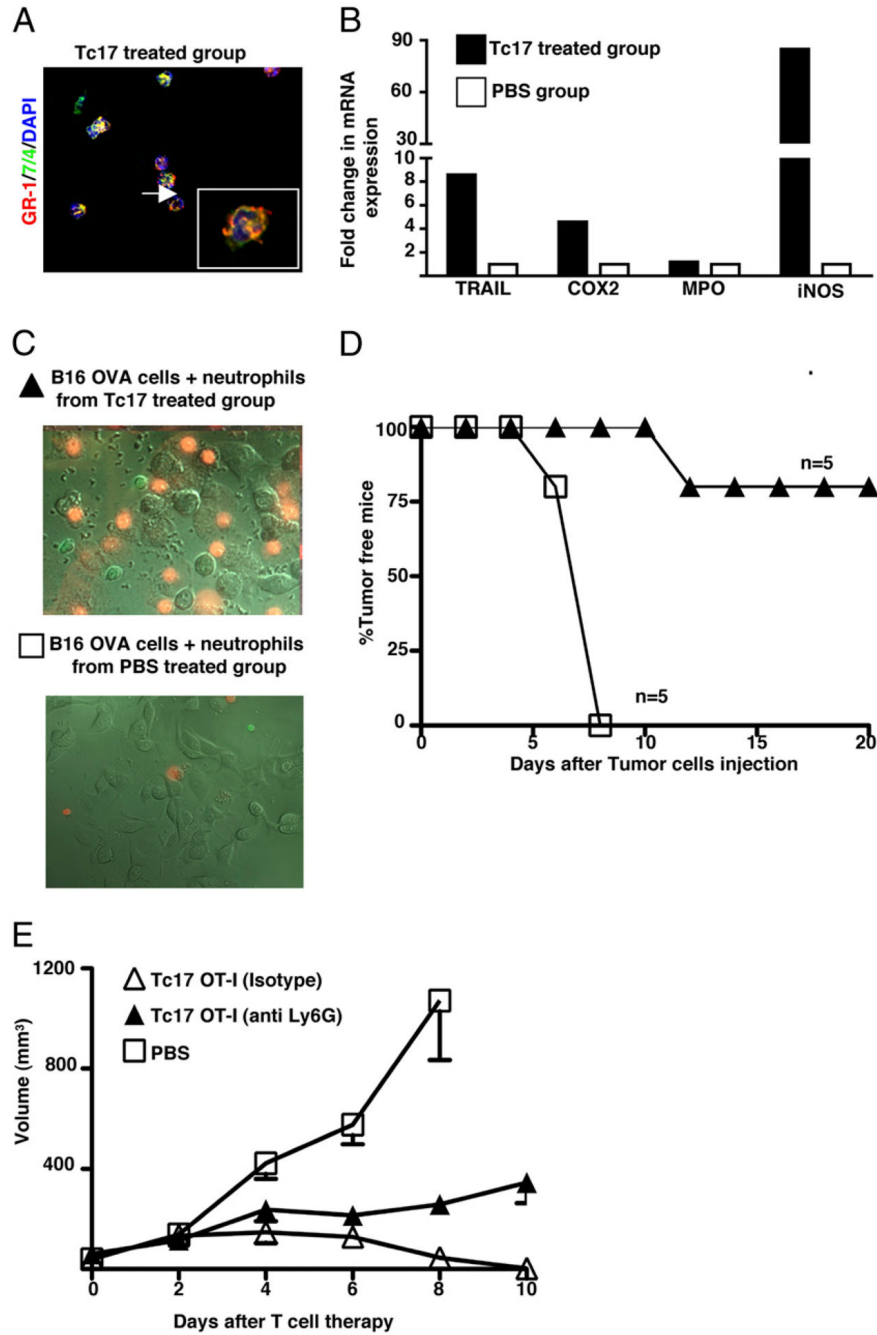 A
Tc17 treated group
GR-1/7/4/DAPI
B
Fold change in mRNA
expression
90
60
30
10
8
6
4
2
Tc17 treated group
PBS group
TRAIL COX2 MPO iNOS
C
B16 OVA cells + neutrophils
from Tc17 treated group
B16 OVA cells + neutrophils
from PBS treated group
D
%Tumor free mice
100
75
50
25
0
n=5
n=5
0 5 10 15 20
Days after Tumor cells injection
E
Volume (mm³)
1200
800
400
Tc17 OT-I (Isotype)
Tc17 OT-I (anti Ly6G)
PBS
0 2 4 6 8 10
Days after T cell therapy